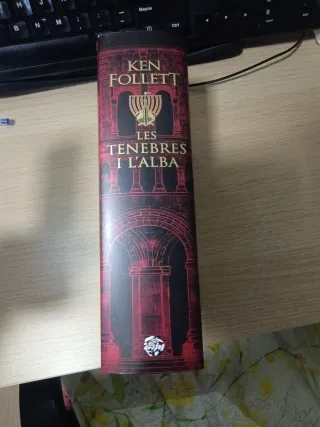 KEN
FOLLETT
LES
TENEBRES
I L'ALBA